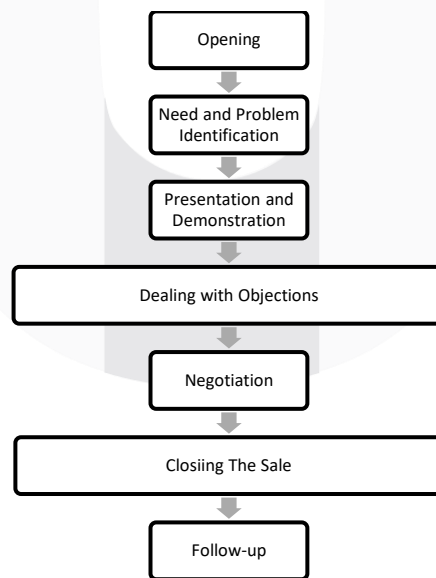 Opening
Need and Problem
Identification
Presentation and
Demonstration
Dealing with Objections
Negotiation
Closiing The Sale
Follow-up